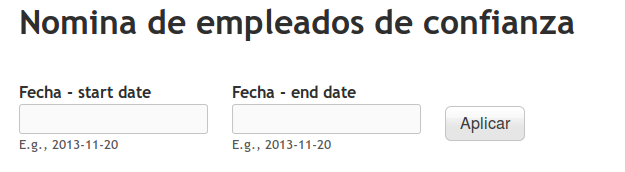 Nomina de empleados de confianza
Fecha - start date
Fecha - end date
Aplicar
E.g., 2013-11-20
E.g., 2013-11-20